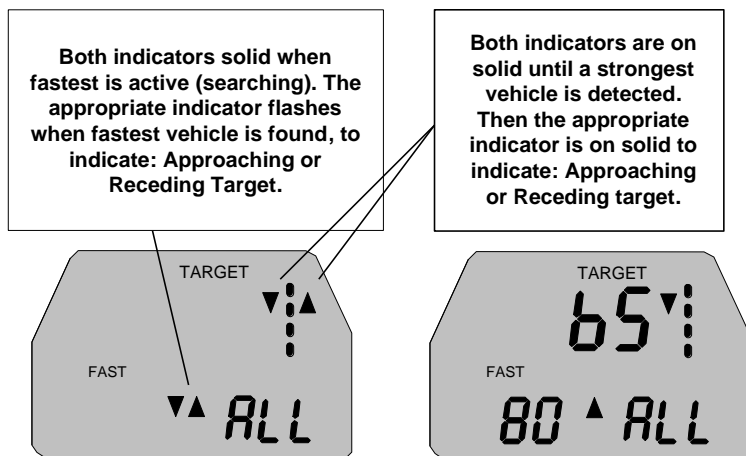 Both indicators solid when
fastest is active (searching). The
appropriate indicator flashes
when fastest vehicle is found, to
indicate: Approaching or
Receding Target.
Both indicators are on
solid until a strongest
vehicle is detected.
Then the appropriate
indicator is on solid to
indicate: Approaching
or Receding target.
TARGET
▼ ▲
FAST
▼▲ ALL
TARGET
65 ▼
FAST
80 ▲ ALL